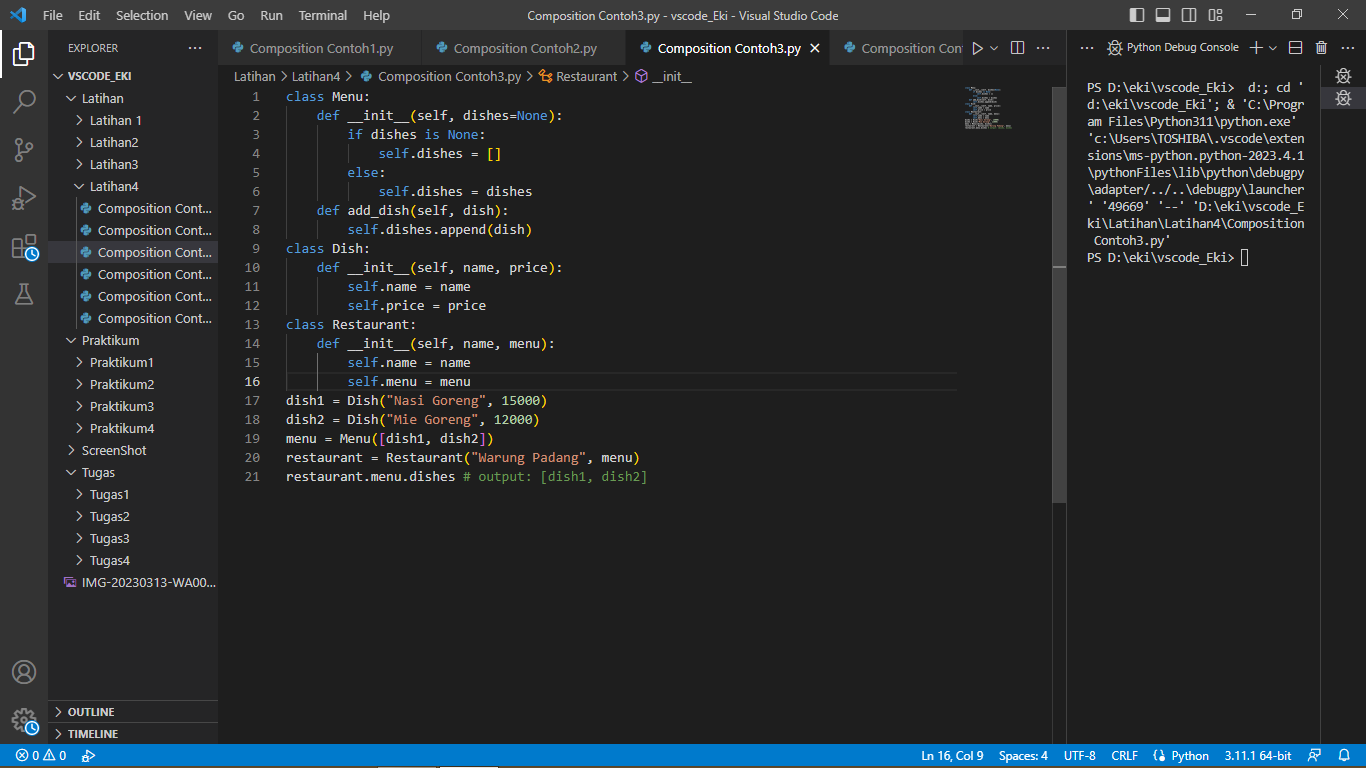 File Edit Selection View Go Run Terminal Help
Composition Contoh3.py - vscode_Eki - Visual Studio Code
EXPLORER
VSCODE_EKI
Latihan
Latihan 1
Latihan2
Latihan3
Latihan4
Composition Cont...
Composition Cont...
Composition Cont...
Composition Cont...
Composition Cont...
Composition Cont...
Praktikum
Praktikum1
Praktikum2
Praktikum3
Praktikum4
ScreenShot
Tugas
Tugas1
Tugas2
Tugas3
Tugas4
IMG-20230313-WA00...
OUTLINE
TIMELINE
Composition Contoh1.py
Composition Contoh2.py
Composition Contoh3.py
Composition Con
Latihan > Latihan4 > Composition Contoh3.py > Restaurant > __init__
1 class Menu:
2     def __init__(self, dishes=None):
3         if dishes is None:
4             self.dishes = []
5         else:
6             self.dishes = dishes
7     def add_dish(self, dish):
8         self.dishes.append(dish)
9 class Dish:
10     def __init__(self, name, price):
11         self.name = name
12         self.price = price
13 class Restaurant:
14     def __init__(self, name, menu):
15         self.name = name
16         self.menu = menu
17 dish1 = Dish("Nasi Goreng", 15000)
18 dish2 = Dish("Mie Goreng", 12000)
19 menu = Menu([dish1, dish2])
20 restaurant = Restaurant("Warung Padang", menu)
21 restaurant.menu.dishes # output: [dish1, dish2]
Python Debug Console
PS D:\eki\vscode_Eki>  d:; cd '
d:\eki\vscode_Eki'; & 'C:\Progr
am Files\Python311\python.exe'
'c:\Users\TOSHIBA\.vscode\exten
sions\ms-python.python-2023.4.1
\pythonFiles\lib\python\debugpy
\adapter/../..\debugpy\launcher
' '49669' '--' 'D:\eki\vscode_E
ki\Latihan\Latihan4\Composition
 Contoh3.py'
PS D:\eki\vscode_Eki>
0 0
Ln 16, Col 9 Spaces: 4 UTF-8 CRLF Python 3.11.1 64-bit